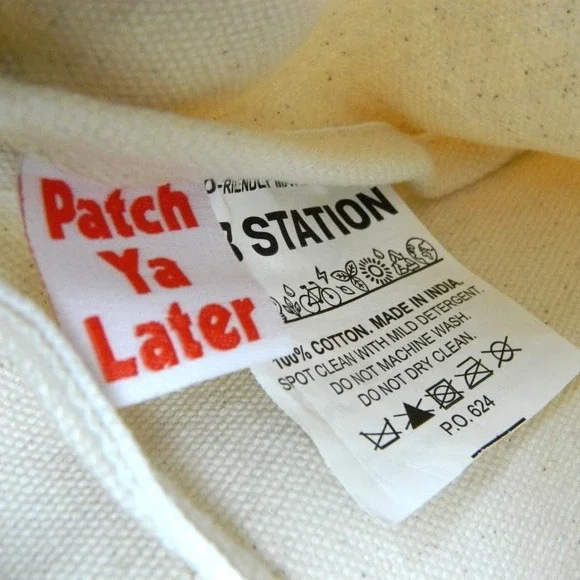 Patch
Ya
Later
STATION
100% COTTON. MADE IN INDIA.
SPOT CLEAN WITH MILD DETERGENT.
DO NOT MACHINE WASH.
DO NOT DRY CLEAN.
P.O. 624